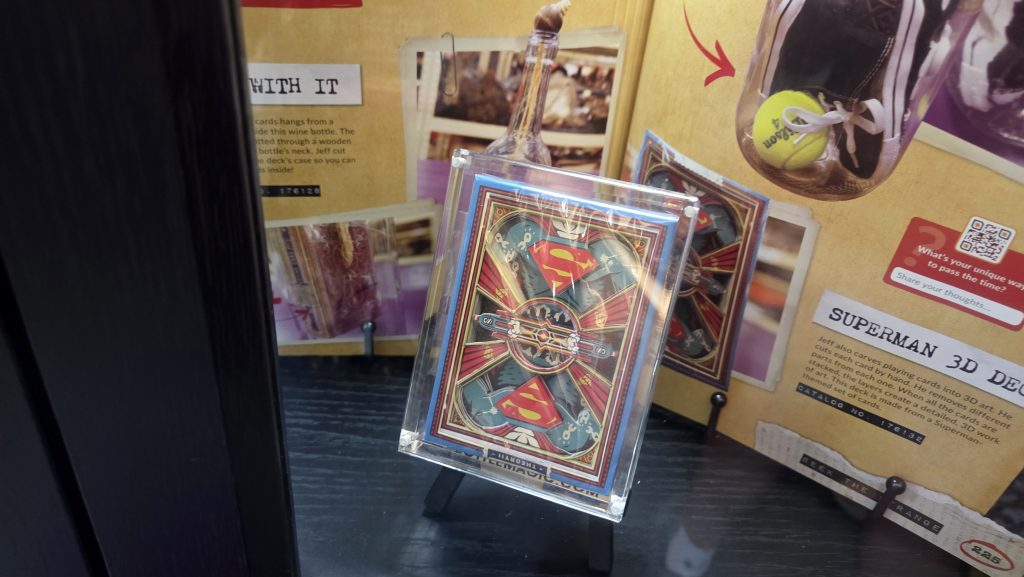 WITH IT
cards hangs from a
this wine bottle. The
through a wooden
bottle's neck. Jeff cut
deck's case so you can
inside!
NO. 176128
Wilson
4
What's your unique way
to pass the time?
Share your thoughts...
SUPERMAN 3D
Jeff also carves playing cards into 3D art. He
cuts each card by hand. He removes different
parts from each one. When all the cards are
stacked, the layers create a detailed, 3D work
of art. This deck is made from a Superman-
themed set of cards.
CATALOG NO. 176132
S
S
THEORY11
SEEK THE
225